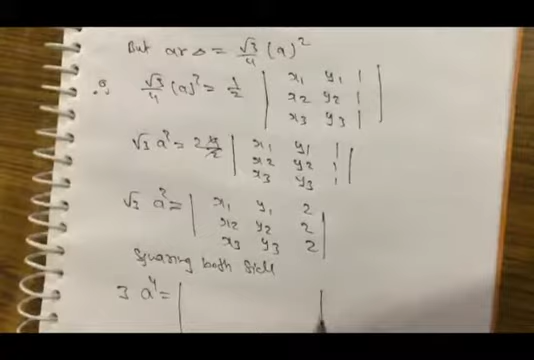 But ar △ = √3/4 (a)²
√3/4 (a)² = 1/2 | x₁ y₁ 1 |
x₂ y₂ 1
x₃ y₃ 1
√3 a² = 2 | x₁ y₁ 1 |
x₂ y₂ 1
x₃ y₃ 1
√3 a² = | x₁ y₁ 2 |
x₂ y₂ 2
x₃ y₃ 2
Squaring both side
3 a⁴ = | |